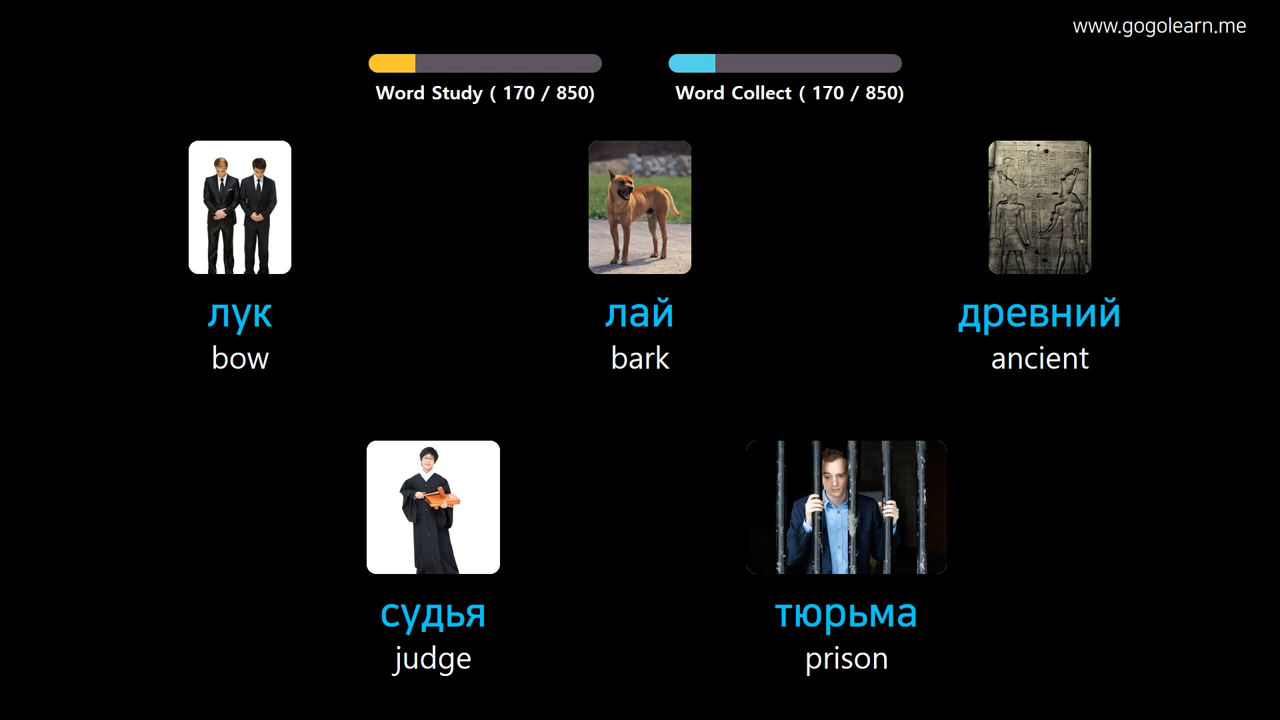 www.gogolearn.me
Word Study ( 170 / 850)
Word Collect ( 170 / 850)
лук
bow
лай
bark
древний
ancient
судья
judge
тюрьма
prison